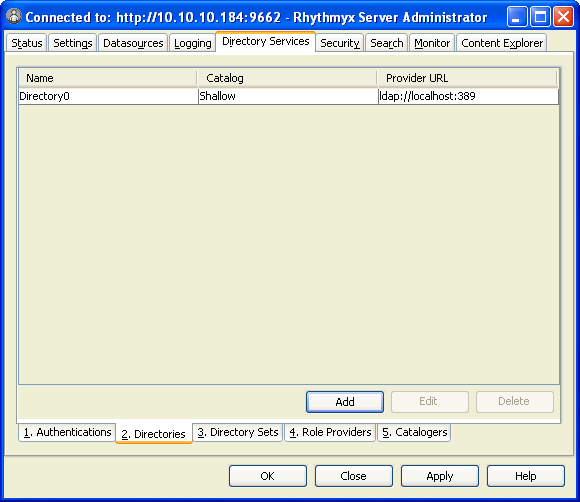 Connected to: http://10.10.10.184:9662 - Rhythmyx Server Administrator
Status Settings Datasources Logging Directory Services Security Search Monitor Content Explorer
Name Catalog Provider URL
Directory0 Shallow ldap://localhost:389
Add Edit Delete
1. Authentications 2. Directories 3. Directory Sets 4. Role Providers 5. Catalogers
OK Close Apply Help